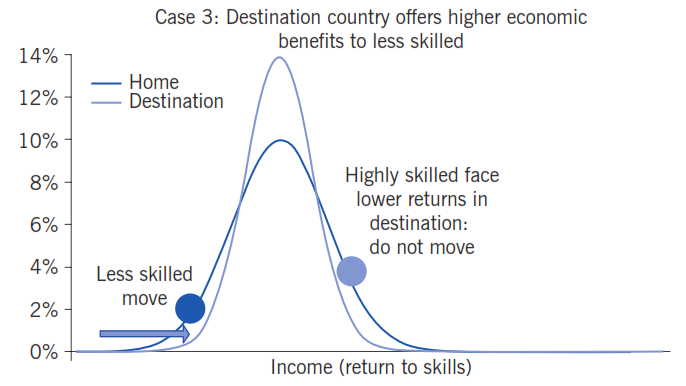 Case 3: Destination country offers higher economic
benefits to less skilled
14%
12%
10%
8%
6%
4%
2%
0%
Home
Destination
Highly skilled face
lower returns in
destination:
do not move
Less skilled
move
Income (return to skills)